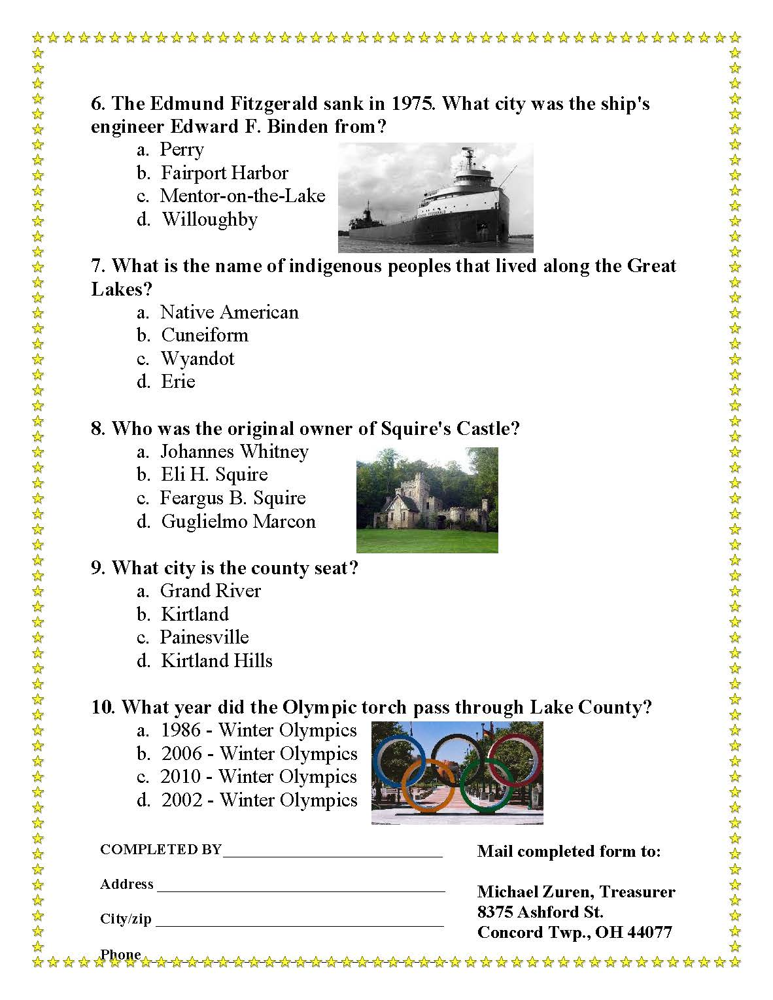 6. The Edmund Fitzgerald sank in 1975. What city was the ship's
engineer Edward F. Binden from?
a. Perry
b. Fairport Harbor
c. Mentor-on-the-Lake
d. Willoughby
7. What is the name of indigenous peoples that lived along the Great
Lakes?
a. Native American
b. Cuneiform
c. Wyandot
d. Erie
8. Who was the original owner of Squire's Castle?
a. Johannes Whitney
b. Eli H. Squire
c. Feargus B. Squire
d. Guglielmo Marcon
9. What city is the county seat?
a. Grand River
b. Kirtland
c. Painesville
d. Kirtland Hills
10. What year did the Olympic torch pass through Lake County?
a. 1986 - Winter Olympics
b. 2006 - Winter Olympics
c. 2010 - Winter Olympics
d. 2002 - Winter Olympics
COMPLETED BY
Address
City/zip
Phone
Mail completed form to:
Michael Zuren, Treasurer
8375 Ashford St.
Concord Twp., OH 44077